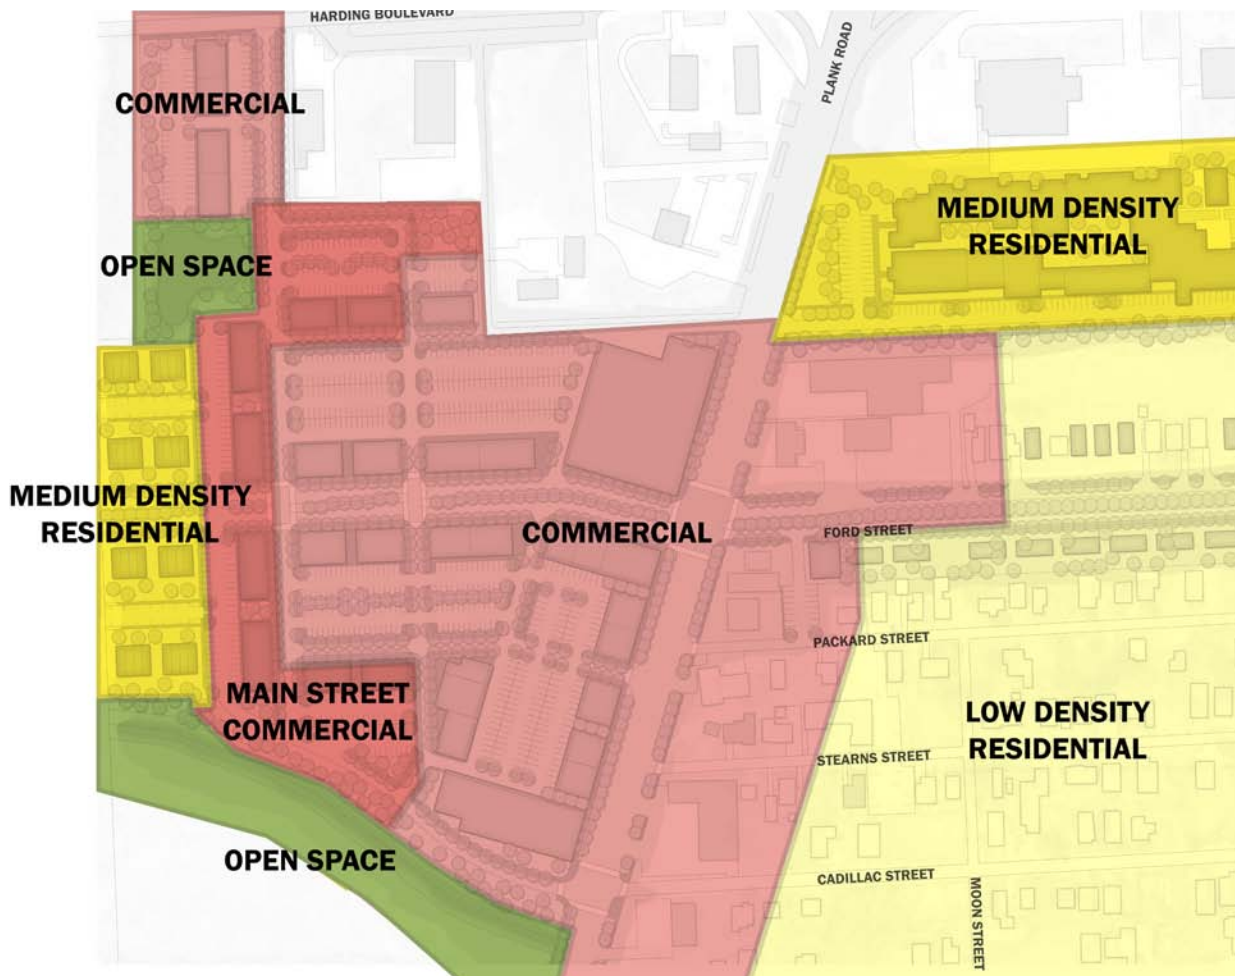 HARDING BOULEVARD
PLANK ROAD
COMMERCIAL
MEDIUM DENSITY
RESIDENTIAL
OPEN SPACE
MEDIUM DENSITY
RESIDENTIAL
COMMERCIAL
FORD STREET
PACKARD STREET
MAIN STREET
COMMERCIAL
LOW DENSITY
RESIDENTIAL
STEARNS STREET
OPEN SPACE
CADILLAC STREET
MOON STREET